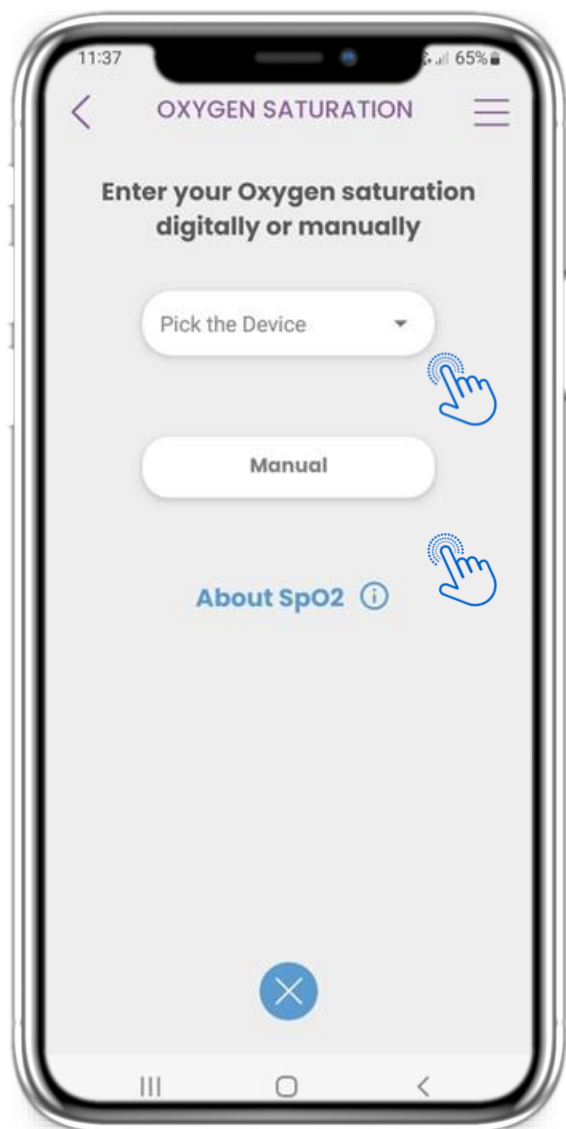 11:37
65%
OXYGEN SATURATION
Enter your Oxygen saturation
digitally or manually
Pick the Device
Manual
About SpO2